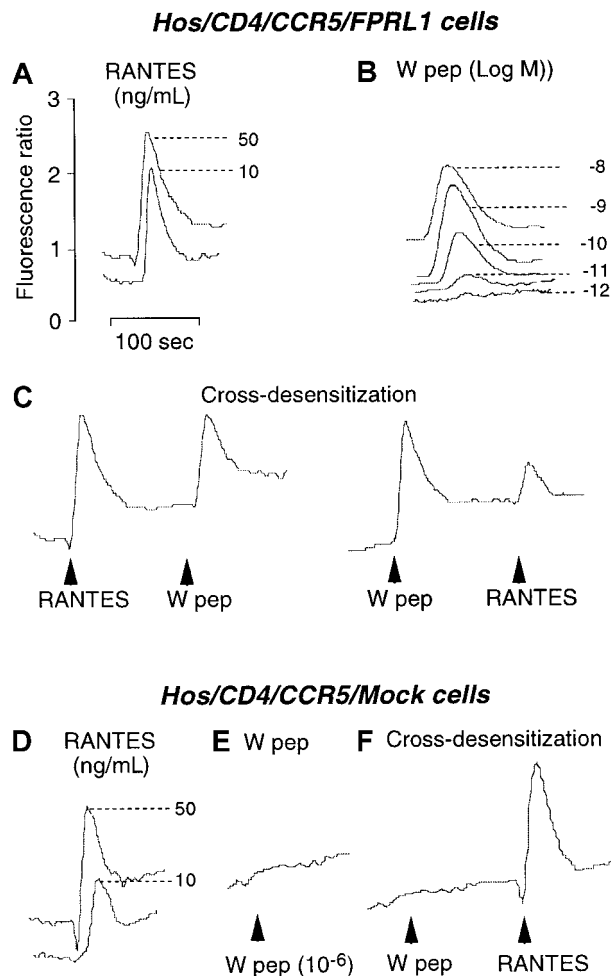 Hos/CD4/CCR5/FPRL1 cells
A RANTES
(ng/mL)
3
2
1
0
Fluorescence ratio
50
10
100 sec
B W pep (Log M))
-8
-9
-10
-11
-12
C Cross-desensitization
RANTES W pep
W pep RANTES
Hos/CD4/CCR5/Mock cells
D RANTES
(ng/mL)
50
10
E W pep
W pep (10⁻⁶)
F Cross-desensitization
W pep RANTES